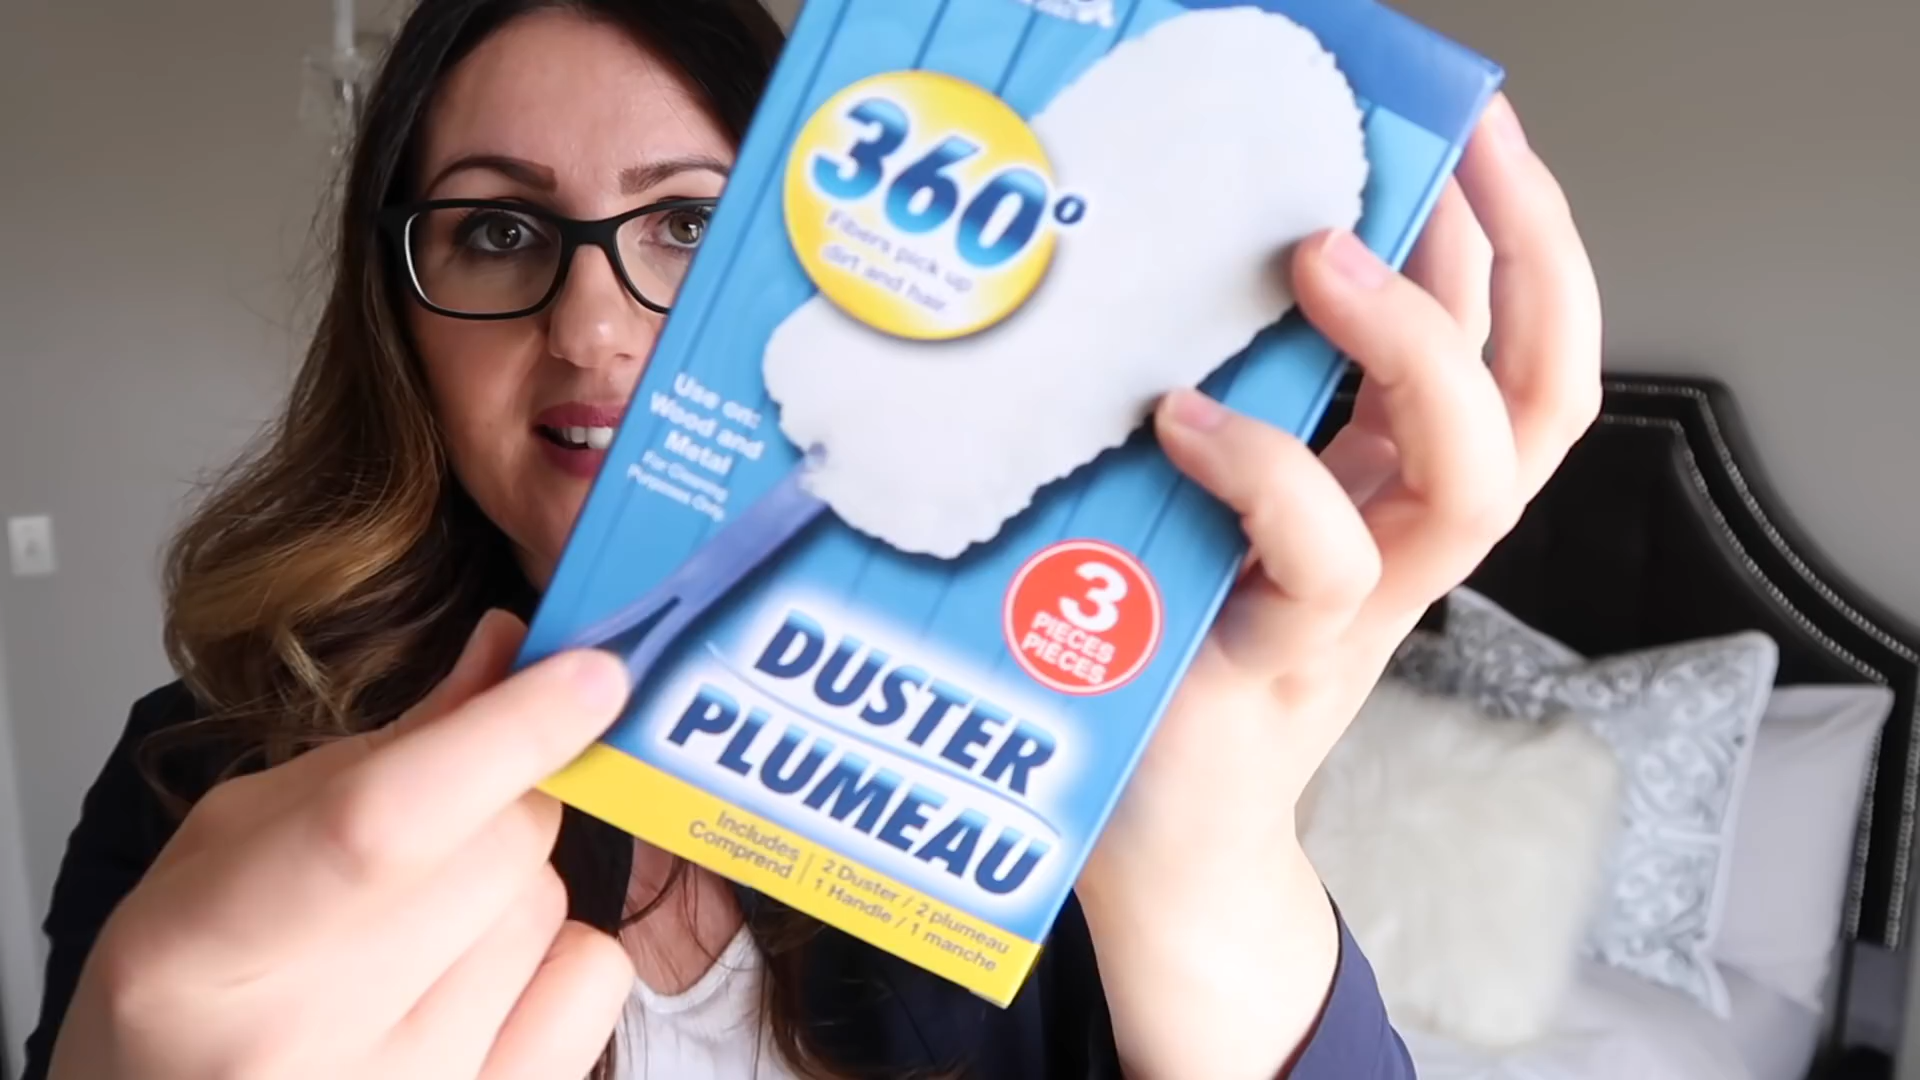 360°
Fibers pick up
dirt and hair
Use on:
Wood and
Metal
For Cleaning
Purposes Only
3
PIECES
PIÈCES
DUSTER
PLUMEAU
Includes | 2 Duster / 2 plumeau
Comprend | 1 Handle / 1 manche